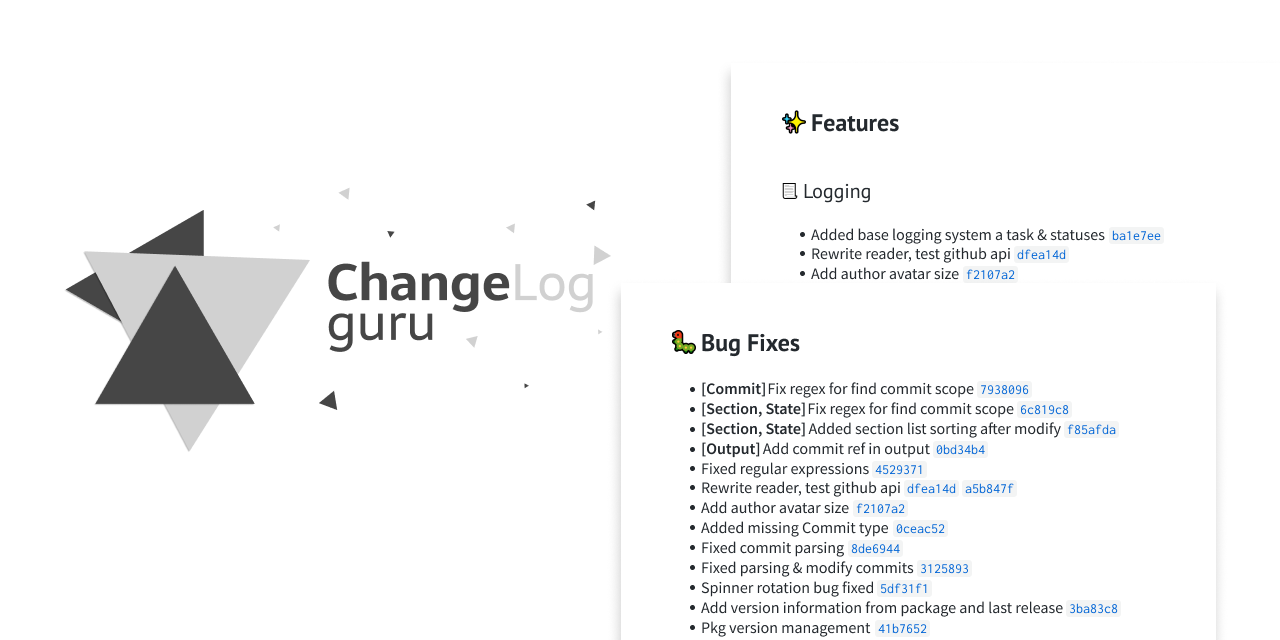 ChangeLog
guru
✨ Features
Logging
• Added base logging system a task & statuses ba1e7ee
• Rewrite reader, test github api dfea14d
• Add author avatar size f2107a2
🐛 Bug Fixes
• [Commit] Fix regex for find commit scope 7938096
• [Section, State] Fix regex for find commit scope 6c819c8
• [Section, State] Added section list sorting after modify f85afda
• [Output] Add commit ref in output 0bd34b4
• Fixed regular expressions 4529371
• Rewrite reader, test github api dfea14d a5b847f
• Add author avatar size f2107a2
• Added missing Commit type 0ceac52
• Fixed commit parsing 8de6944
• Fixed parsing & modify commits 3125893
• Spinner rotation bug fixed 5df31f1
• Add version information from package and last release 3ba83c8
• Pkg version management 41b7652